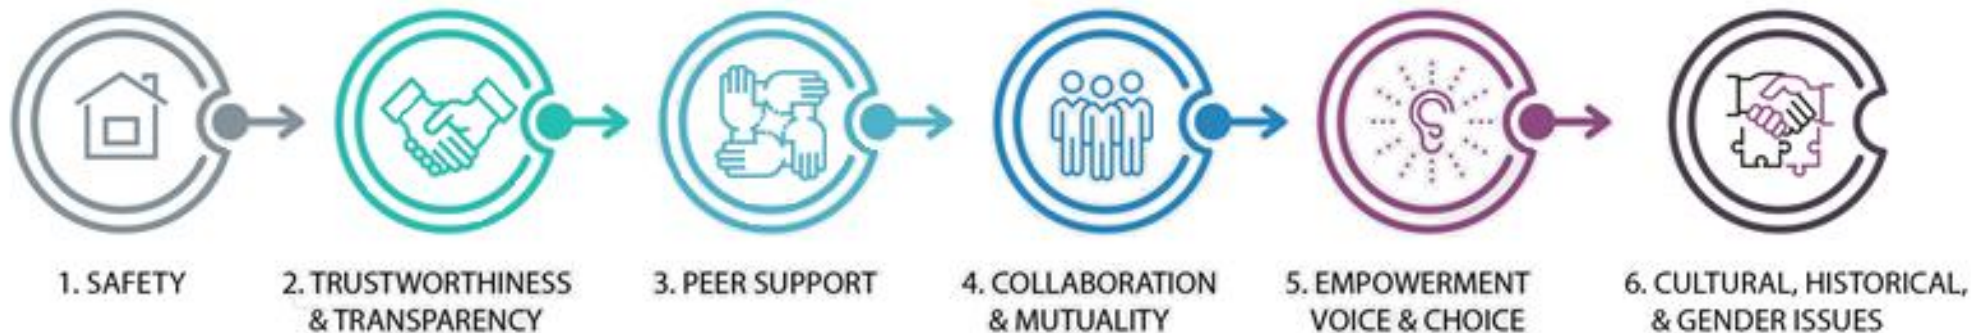 1. SAFETY
2. TRUSTWORTHINESS
& TRANSPARENCY
3. PEER SUPPORT
4. COLLABORATION
& MUTUALITY
5. EMPOWERMENT
VOICE & CHOICE
6. CULTURAL, HISTORICAL,
& GENDER ISSUES